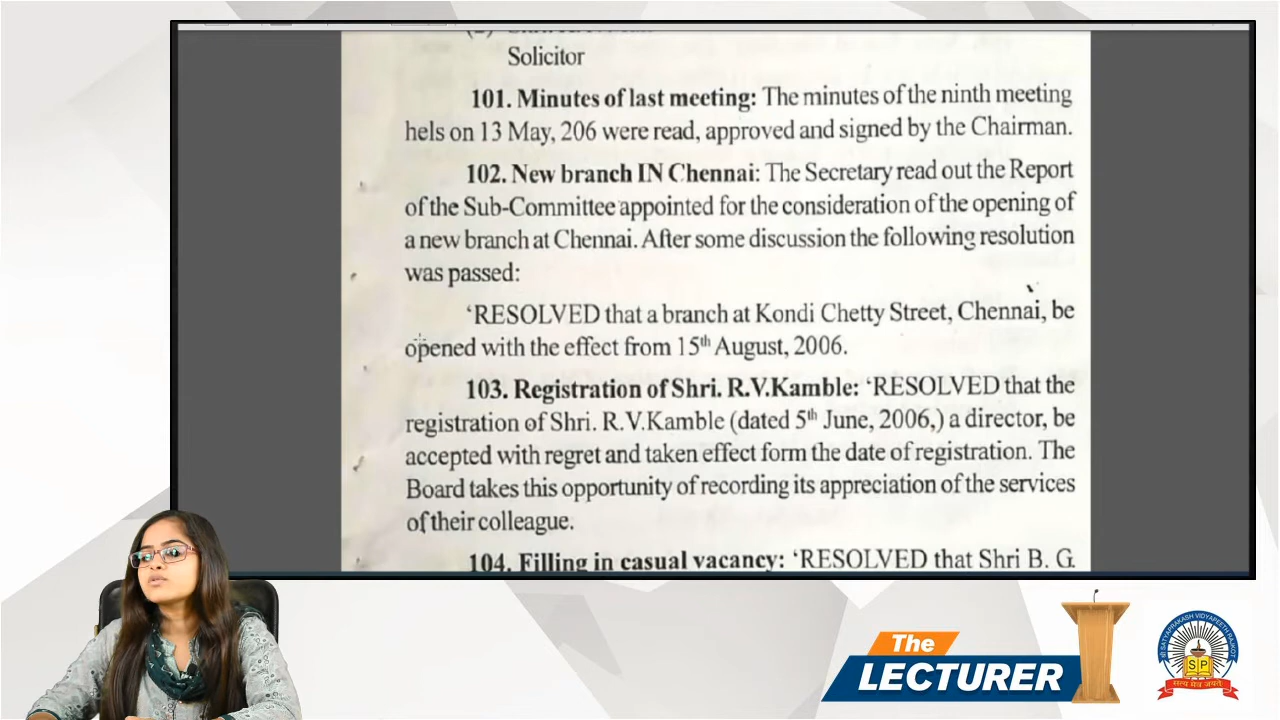 Solicitor
101. Minutes of last meeting: The minutes of the ninth meeting
hels on 13 May, 206 were read, approved and signed by the Chairman.
102. New branch IN Chennai: The Secretary read out the Report
of the Sub-Committee appointed for the consideration of the opening of
a new branch at Chennai. After some discussion the following resolution
was passed:
‘RESOLVED that a branch at Kondi Chetty Street, Chennai, be
opened with the effect from 15th August, 2006.
103. Registration of Shri. R.V.Kamble: ‘RESOLVED that the
registration of Shri. R.V.Kamble (dated 5th June, 2006,) a director, be
accepted with regret and taken effect form the date of registration. The
Board takes this opportunity of recording its appreciation of the services
of their colleague.
104. Filling in casual vacancy: ‘RESOLVED that Shri B. G.
The
LECTURER
SATYAPRAKASH VIDYAPEETH RAJKOT
S P
सत्य मेव जयते